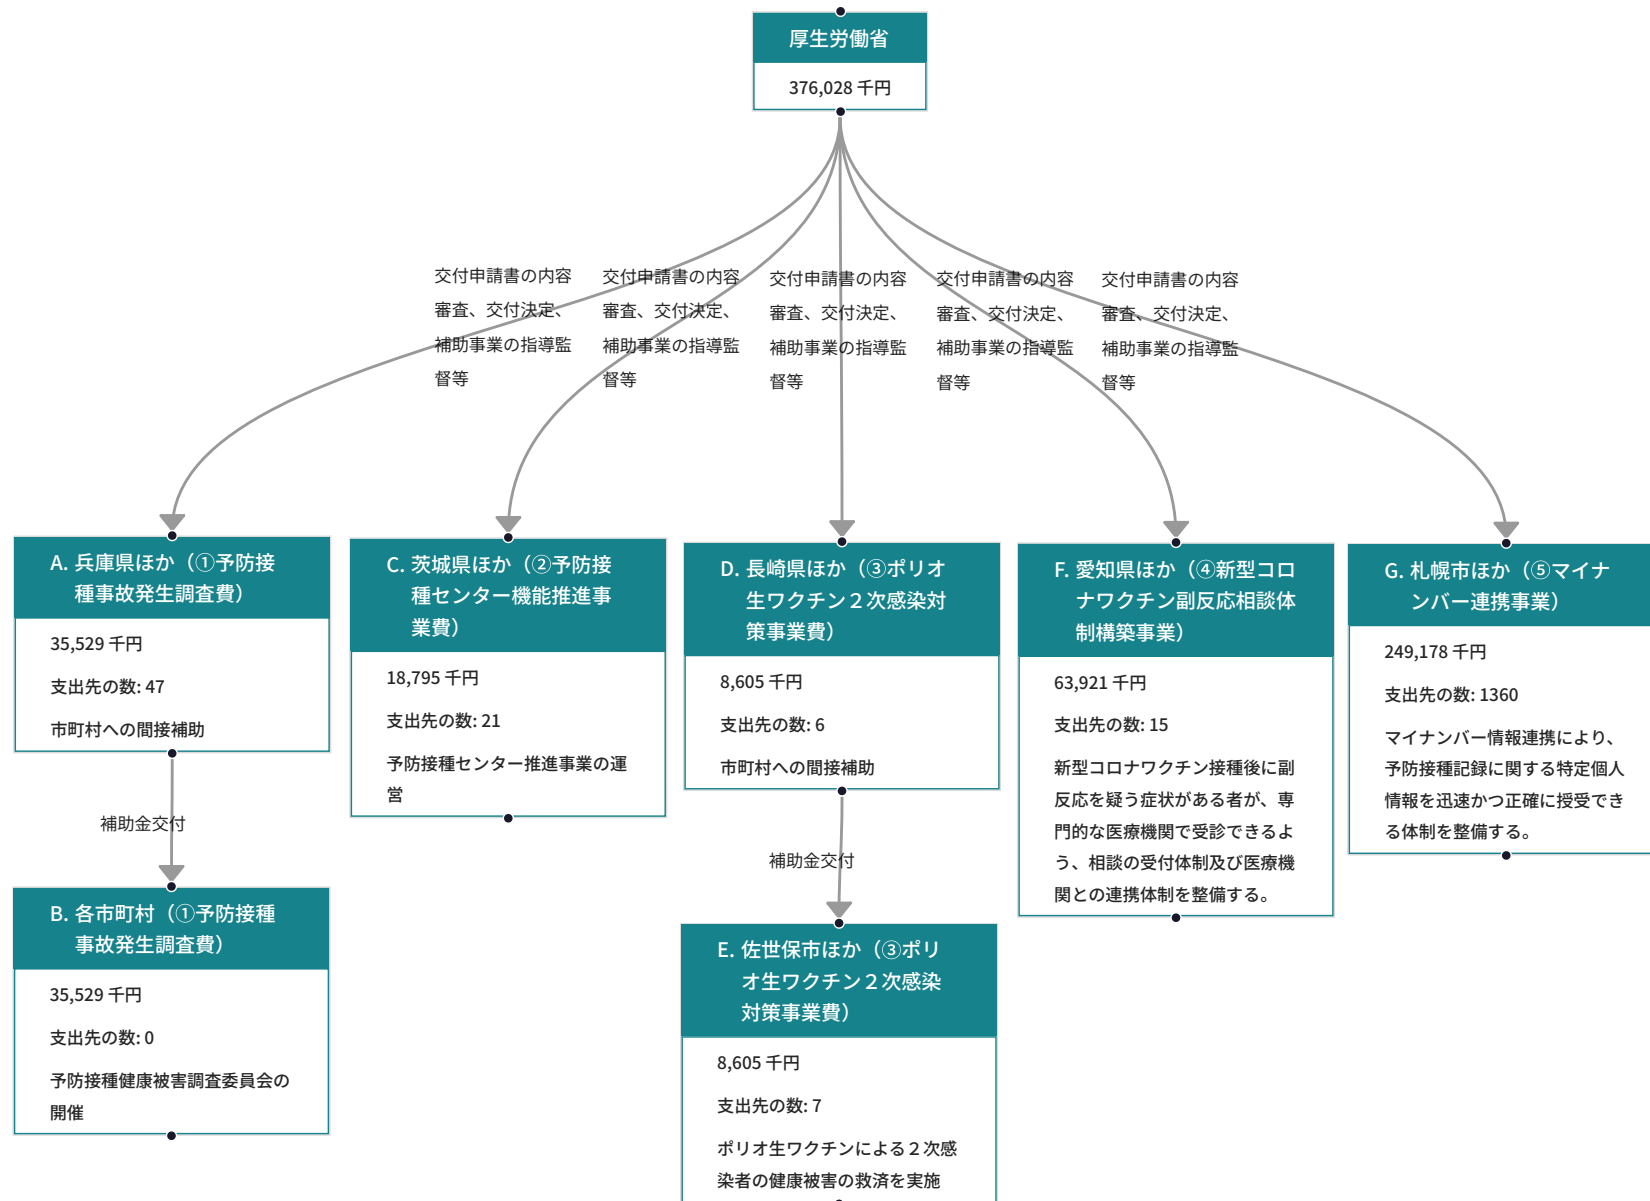 厚生労働省
376,028 千円
交付申請書の内容
審査、交付決定、
補助事業の指導監
督等
交付申請書の内容
審査、交付決定、
補助事業の指導監
督等
交付申請書の内容
審査、交付決定、
補助事業の指導監
督等
交付申請書の内容
審査、交付決定、
補助事業の指導監
督等
交付申請書の内容
審査、交付決定、
補助事業の指導監
督等
A. 兵庫県ほか（①予防接
種事故発生調査費）
35,529 千円
支出先の数: 47
市町村への間接補助
補助金交付
B. 各市町村（①予防接種
事故発生調査費）
35,529 千円
支出先の数: 0
予防接種健康被害調査委員会の
開催
C. 茨城県ほか（②予防接
種センター機能推進事
業費）
18,795 千円
支出先の数: 21
予防接種センター推進事業の運
営
D. 長崎県ほか（③ポリオ
生ワクチン２次感染対
策事業費）
8,605 千円
支出先の数: 6
市町村への間接補助
補助金交付
E. 佐世保市ほか（③ポリ
オ生ワクチン２次感染
対策事業費）
8,605 千円
支出先の数: 7
ポリオ生ワクチンによる２次感
染者の健康被害の救済を実施
F. 愛知県ほか（④新型コロ
ナワクチン副反応相談体
制構築事業）
63,921 千円
支出先の数: 15
新型コロナワクチン接種後に副
反応を疑う症状がある者が、専
門的な医療機関で受診できるよ
う、相談の受付体制及び医療機
関との連携体制を整備する。
G. 札幌市ほか（⑤マイナ
ンバー連携事業）
249,178 千円
支出先の数: 1360
マイナンバー情報連携により、
予防接種記録に関する特定個人
情報を迅速かつ正確に授受でき
る体制を整備する。